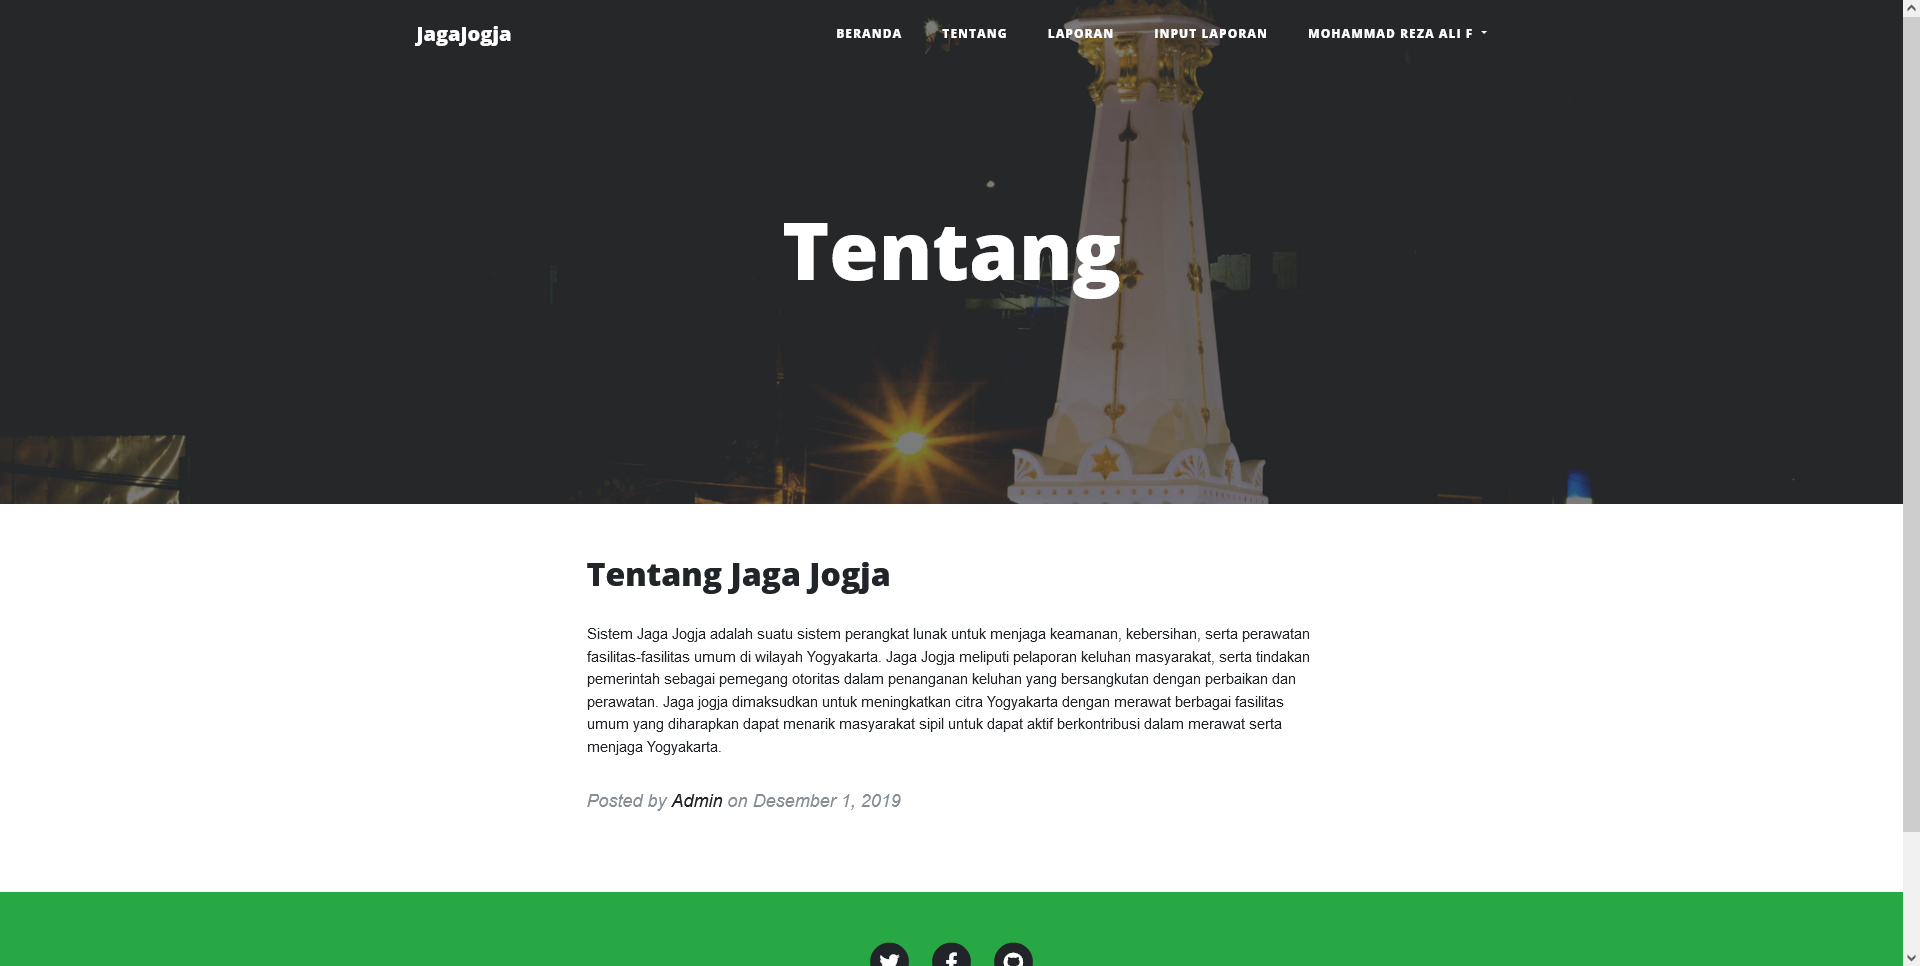 JagaJogja
BERANDA
TENTANG
LAPORAN
INPUT LAPORAN
MOHAMMAD REZA ALI F
Tentang
Tentang Jaga Jogja
Sistem Jaga Jogja adalah suatu sistem perangkat lunak untuk menjaga keamanan, kebersihan, serta perawatan
fasilitas-fasilitas umum di wilayah Yogyakarta. Jaga Jogja meliputi pelaporan keluhan masyarakat, serta tindakan
pemerintah sebagai pemegang otoritas dalam penanganan keluhan yang bersangkutan dengan perbaikan dan
perawatan. Jaga jogja dimaksudkan untuk meningkatkan citra Yogyakarta dengan merawat berbagai fasilitas
umum yang diharapkan dapat menarik masyarakat sipil untuk dapat aktif berkontribusi dalam merawat serta
menjaga Yogyakarta.
Posted by Admin on Desember 1, 2019